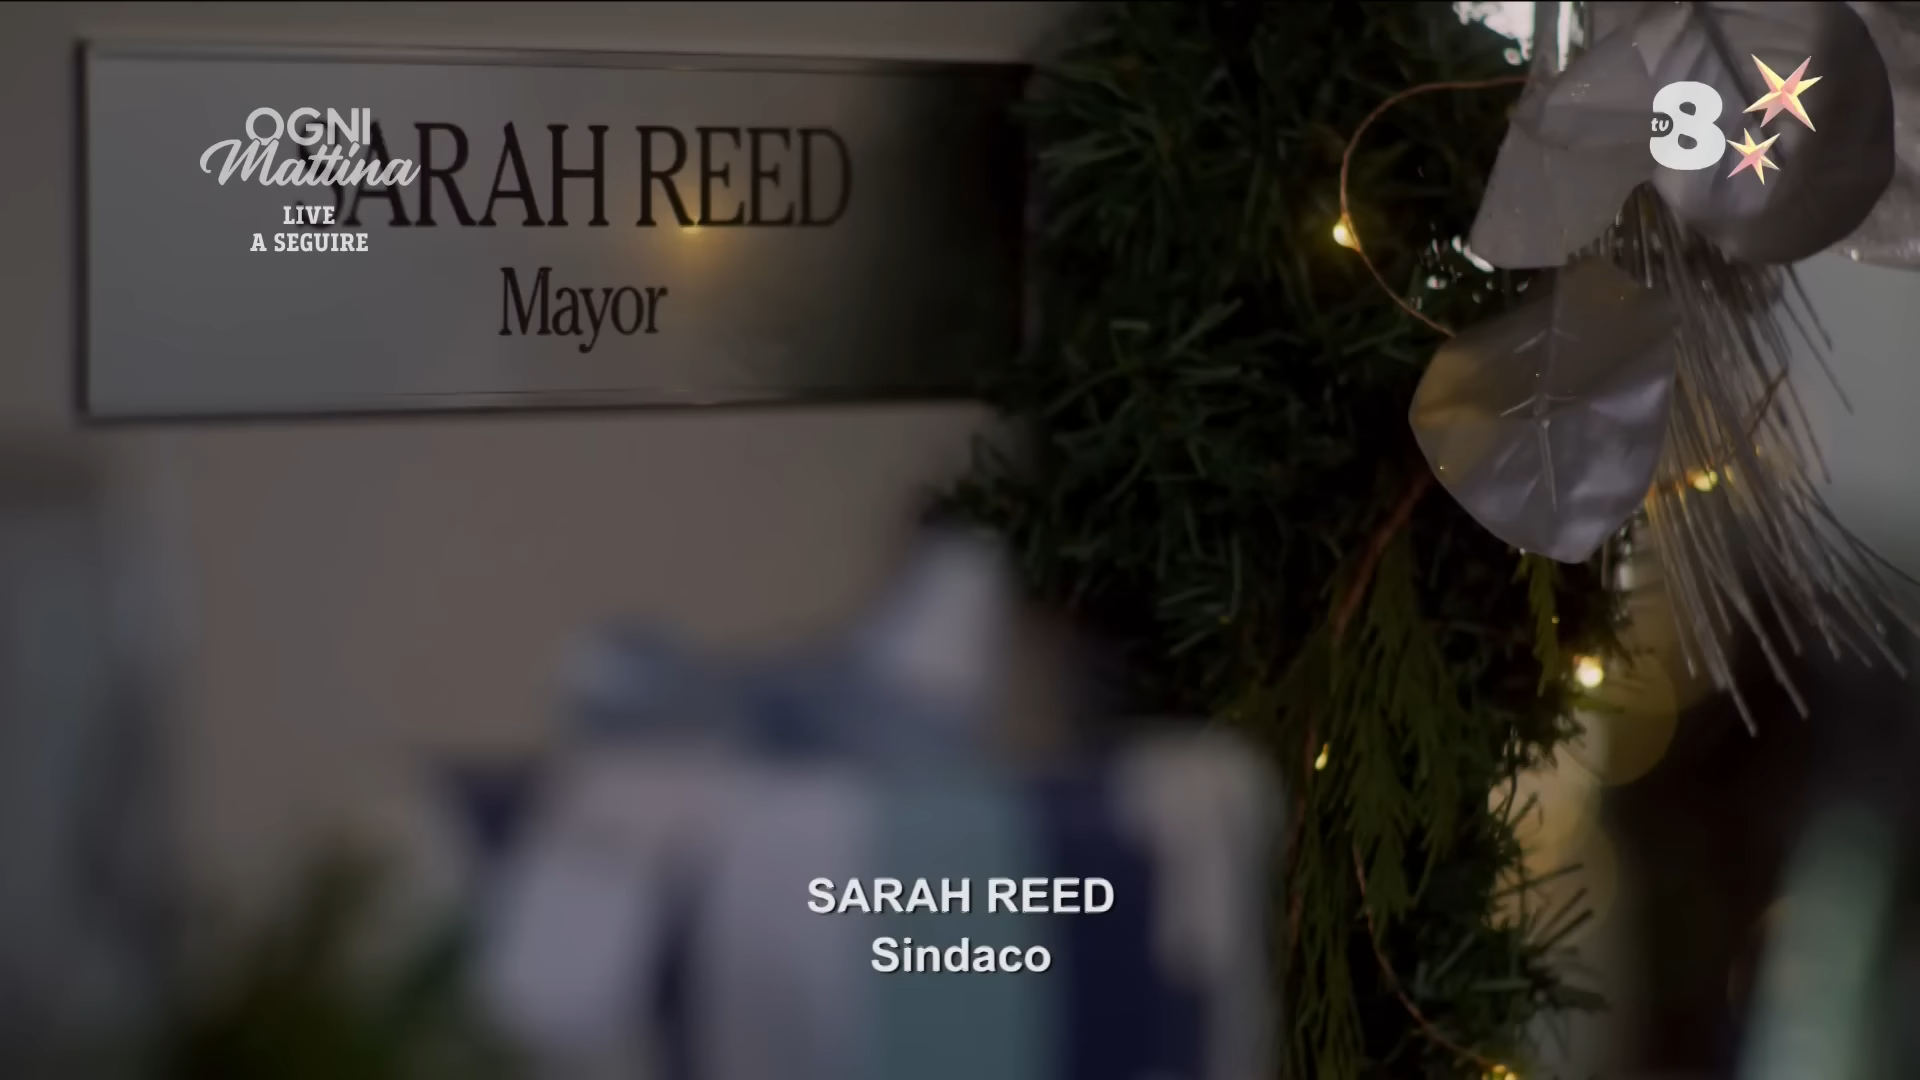 OGNI
Mattina
LIVE
A SEGUIRE
SARAH REED
Mayor
tv8
SARAH REED
Sindaco